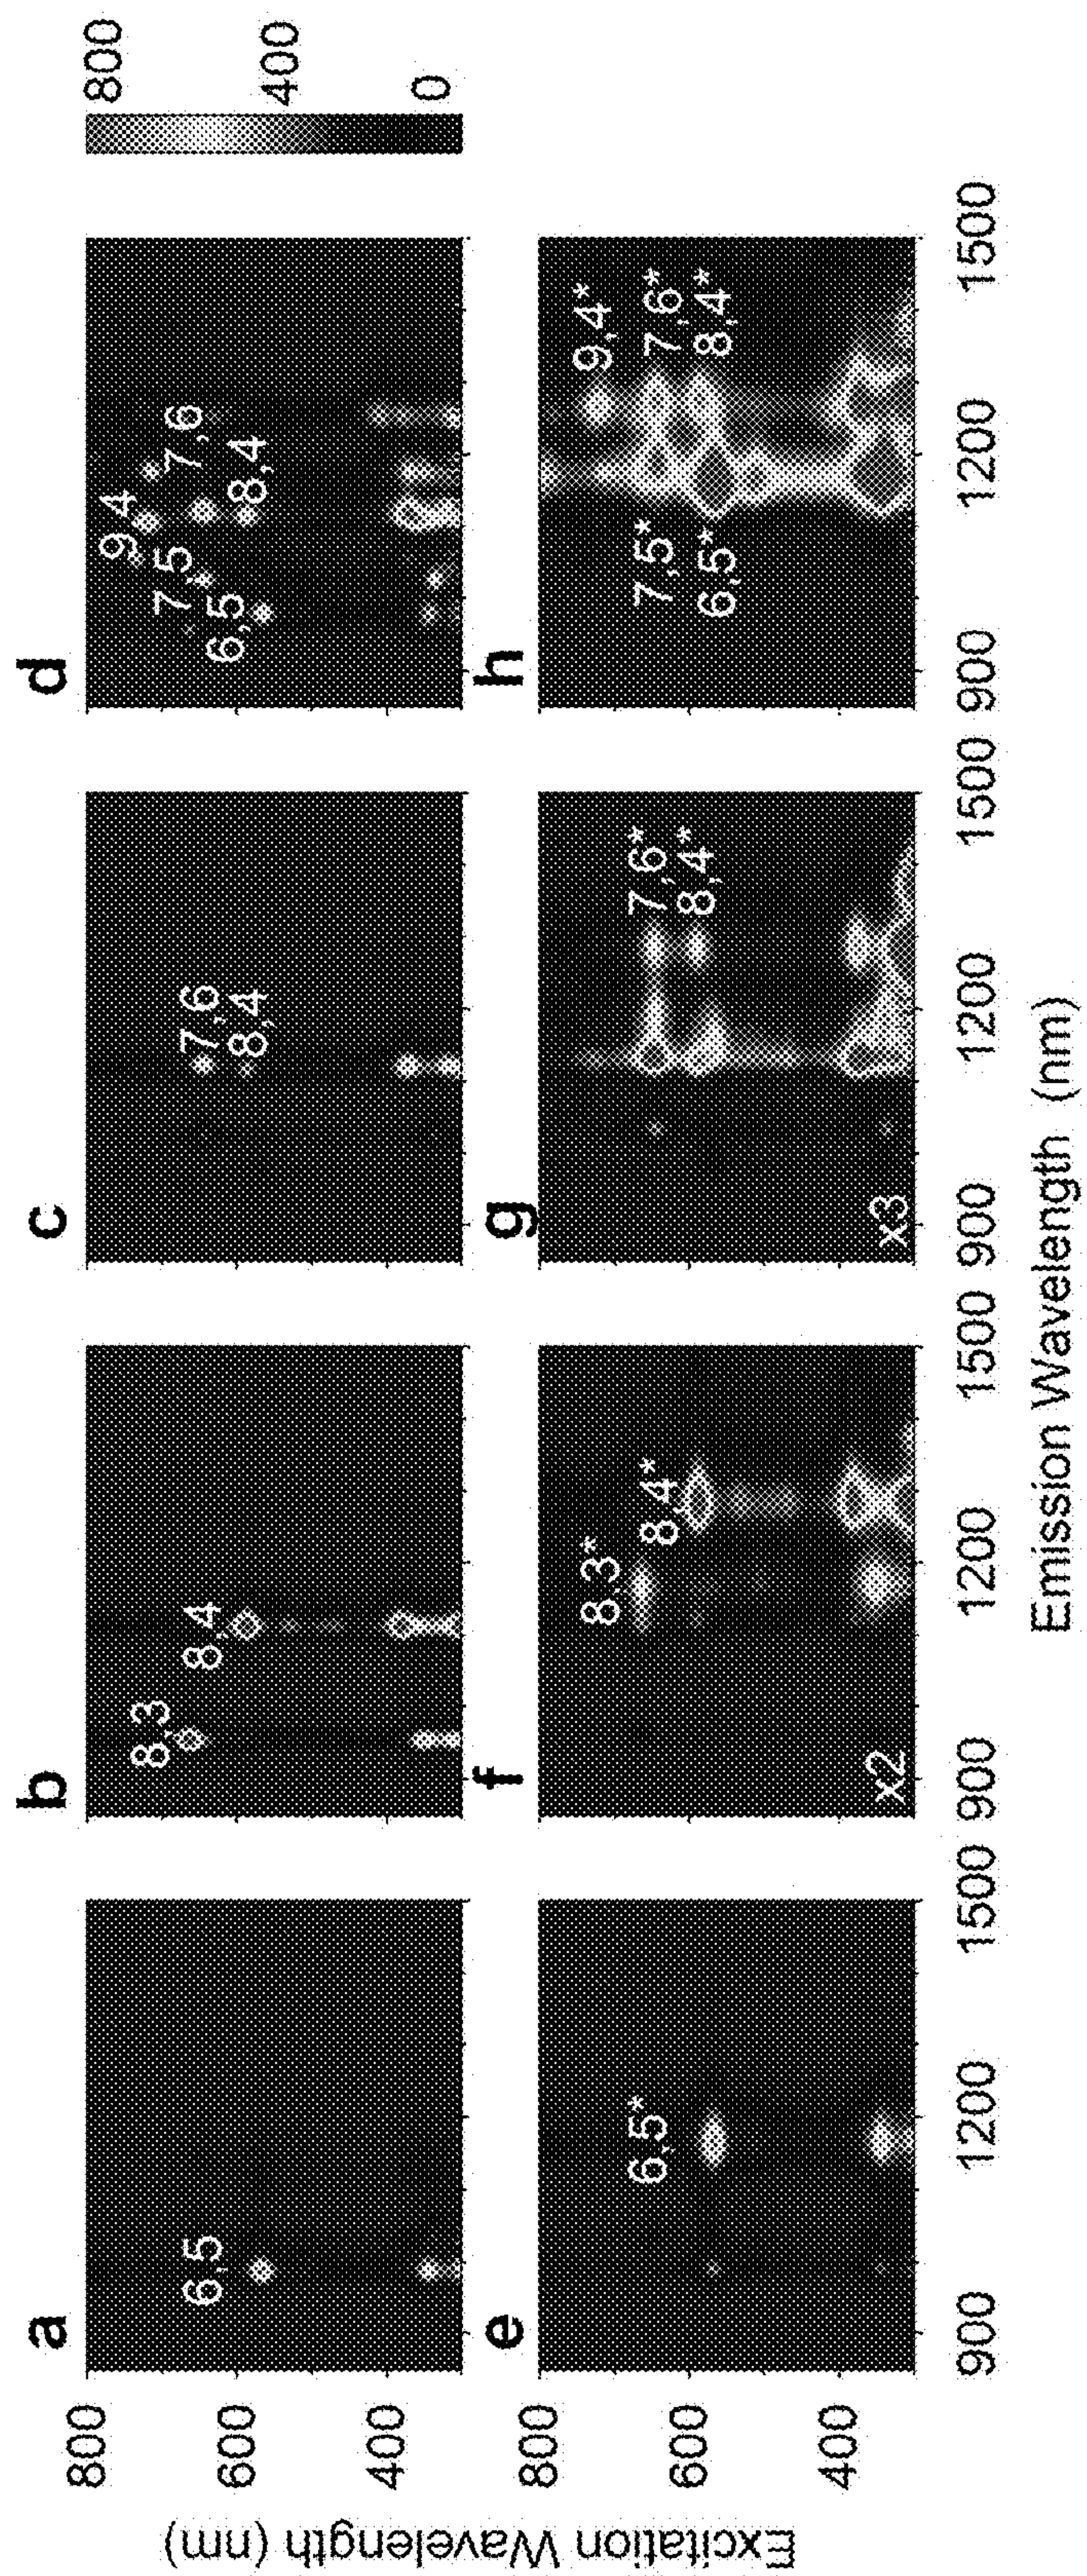 a
b
c
d
6,5
8,3
8,4
7,6
8,4
9,4
7,5
7,6
6,5
8,4
800
400
0
800
600
400
e
f
g
h
6,5*
8,3*
8,4*
x2
7,6*
8,4*
x3
9,4*
7,5*
7,6*
6,5*
8,4*
800
600
400
900 1200 1500 900 1200 1500 900 1200 1500 900 1200 1500
Excitation Wavelength (nm)
Emission Wavelength (nm)